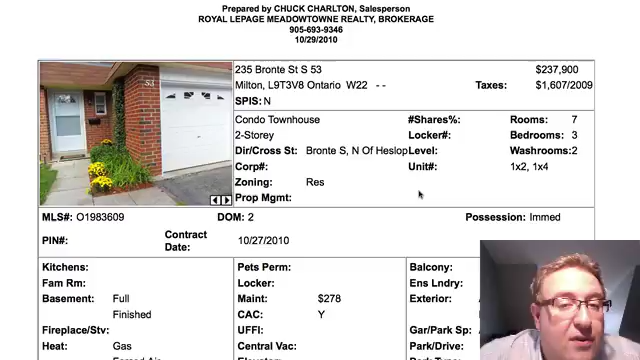 Prepared by CHUCK CHARLTON, Salesperson
ROYAL LEPAGE MEADOWTOWNE REALTY, BROKERAGE
905-693-9346
10/29/2010
53
235 Bronte St S 53 $237,900
Milton, L9T3V8 Ontario W22 - - Taxes: $1,607/2009
SPIS: N
Condo Townhouse #Shares%: Rooms: 7
2-Storey Locker#: Bedrooms: 3
Dir/Cross St: Bronte S, N Of Heslop Level: Washrooms: 2
Corp#: Unit#: 1x2, 1x4
Zoning: Res
Prop Mgmt:
MLS#: O1983609 DOM: 2 Possession: Immed
PIN#: Contract Date: 10/27/2010
Kitchens: Pets Perm: Balcony:
Fam Rm: Locker: Ens Lndry:
Basement: Full Maint: $278 Exterior:
Finished CAC: Y
Fireplace/Stv: UFFI: Gar/Park Sp:
Heat: Gas Central Vac: Park/Drive: